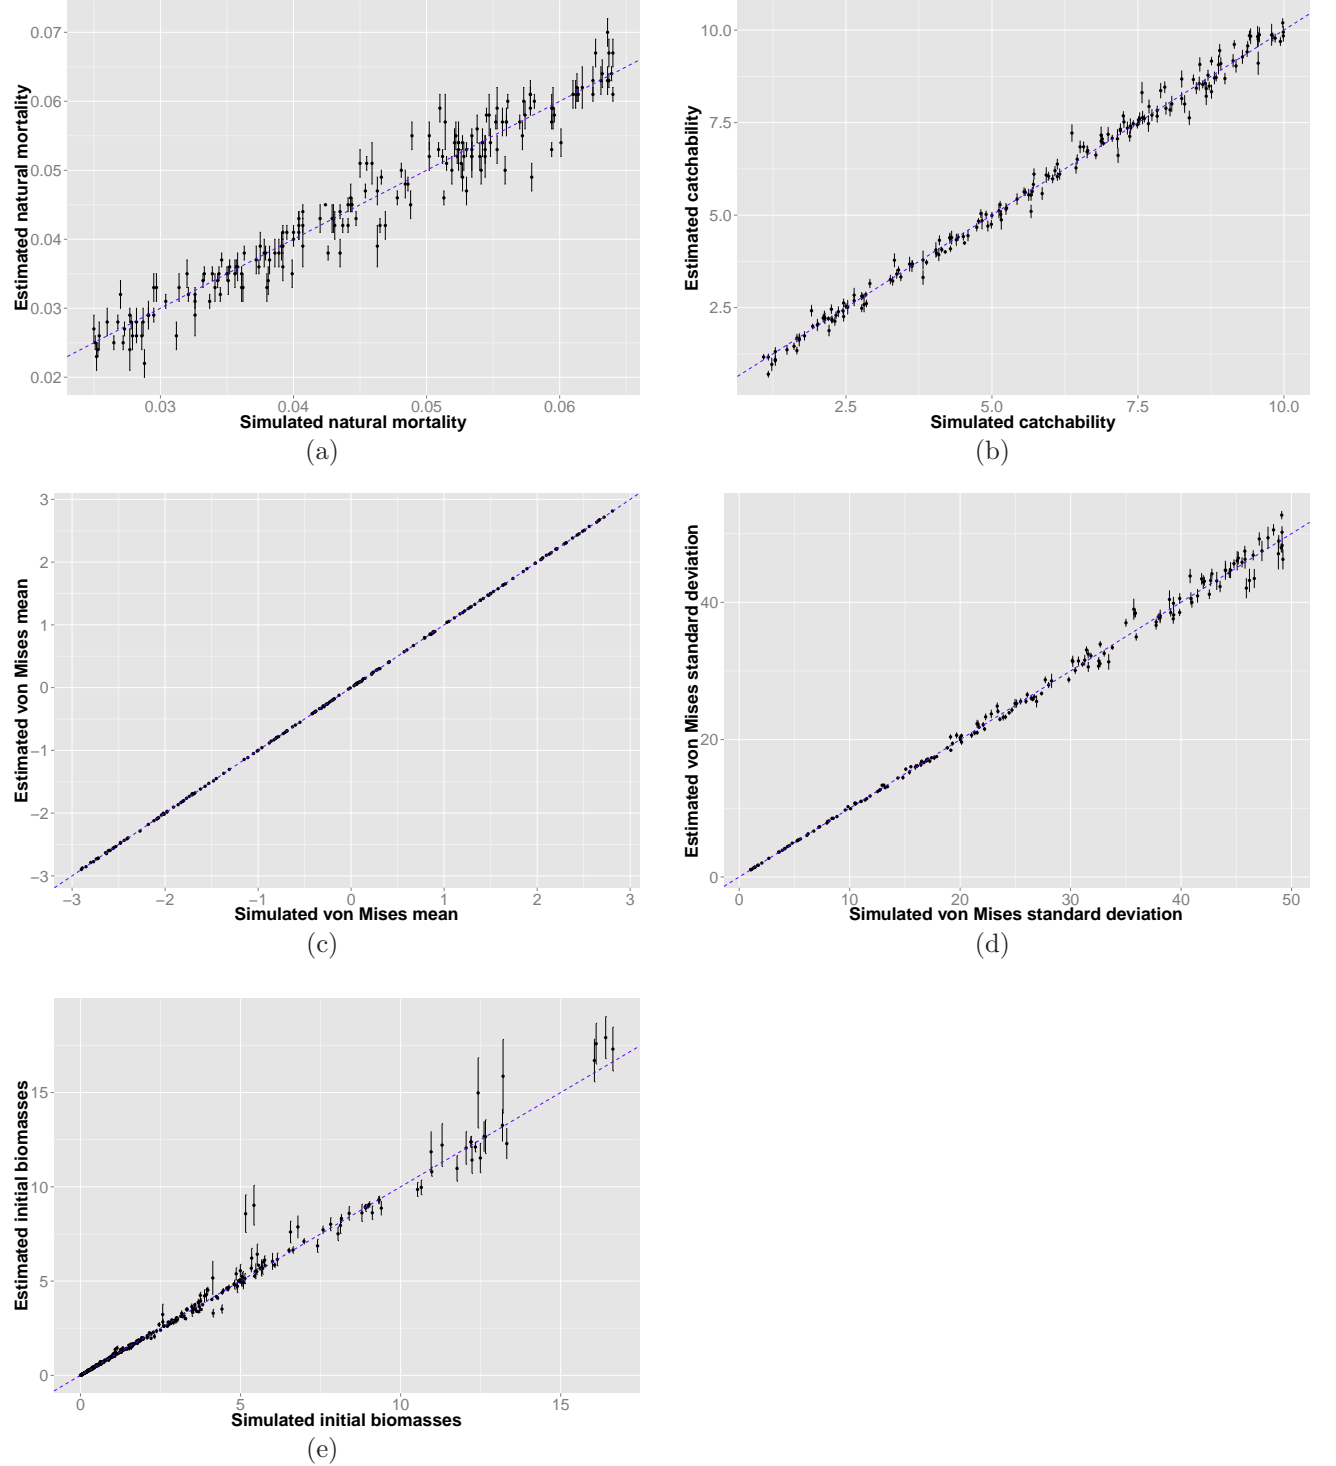 Estimated natural mortality
0.07
0.06
0.05
0.04
0.03
0.02
0.03 0.04 0.05 0.06
Simulated natural mortality
(a)
Estimated catchability
10.0
7.5
5.0
2.5
2.5 5.0 7.5 10.0
Simulated catchability
(b)
Estimated von Mises mean
3
2
1
0
−1
−2
−3
−3 −2 −1 0 1 2 3
Simulated von Mises mean
(c)
Estimated von Mises standard deviation
40
20
0
0 10 20 30 40 50
Simulated von Mises standard deviation
(d)
Estimated initial biomasses
15
10
5
0
0 5 10 15
Simulated initial biomasses
(e)